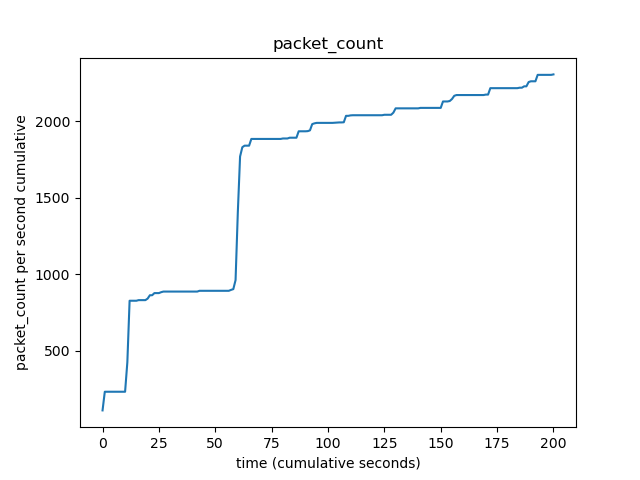 packet_count
packet_count per second cumulative
2000
1500
1000
500
0 25 50 75 100 125 150 175 200
time (cumulative seconds)